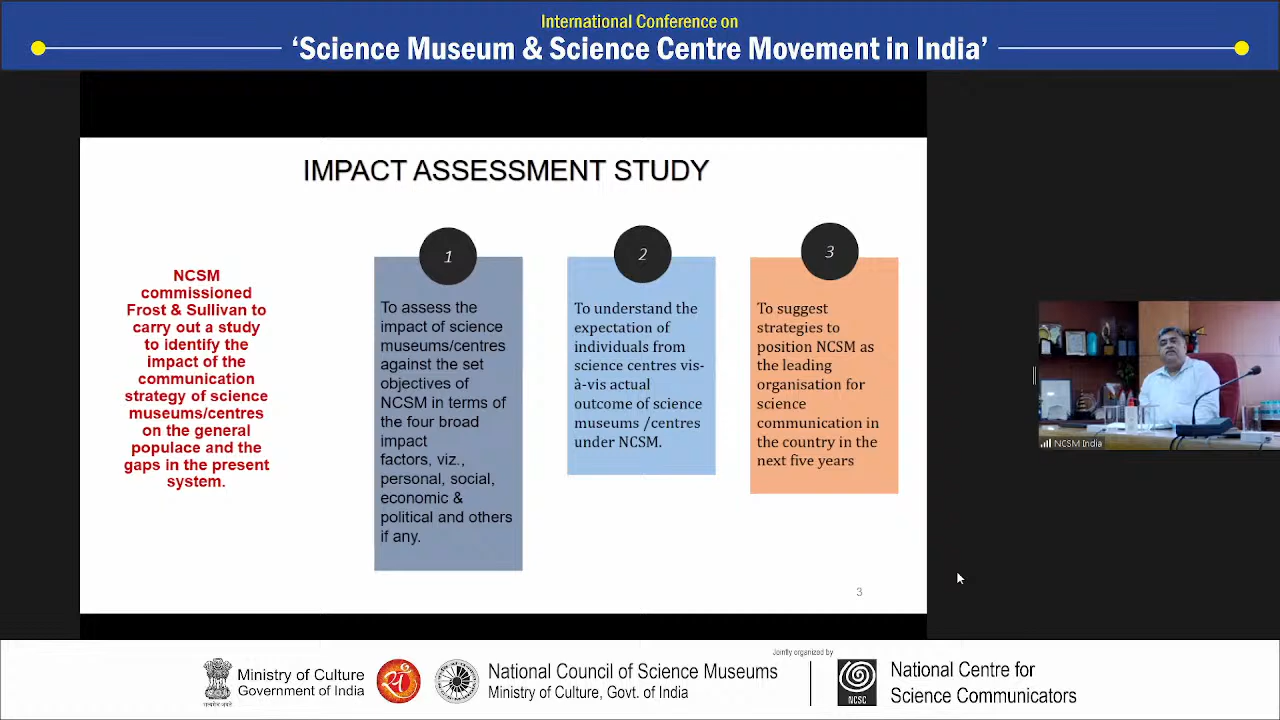 International Conference on
‘Science Museum & Science Centre Movement in India’
IMPACT ASSESSMENT STUDY
NCSM
commissioned
Frost & Sullivan to
carry out a study
to identify the
impact of the
communication
strategy of science
museums/centres
on the general
populace and the
gaps in the present
system.
1
To assess the
impact of science
museums/centres
against the set
objectives of
NCSM in terms of
the four broad
impact
factors, viz.,
personal, social,
economic &
political and others
if any.
2
To understand the
expectation of
individuals from
science centres vis-
à-vis actual
outcome of science
museums /centres
under NCSM.
3
To suggest
strategies to
position NCSM as
the leading
organisation for
science
communication in
the country in the
next five years
3
NCSM India
Ministry of Culture
Government of India
National Council of Science Museums
Ministry of Culture, Govt. of India
Jointly organized by
NCSC
National Centre for
Science Communicators